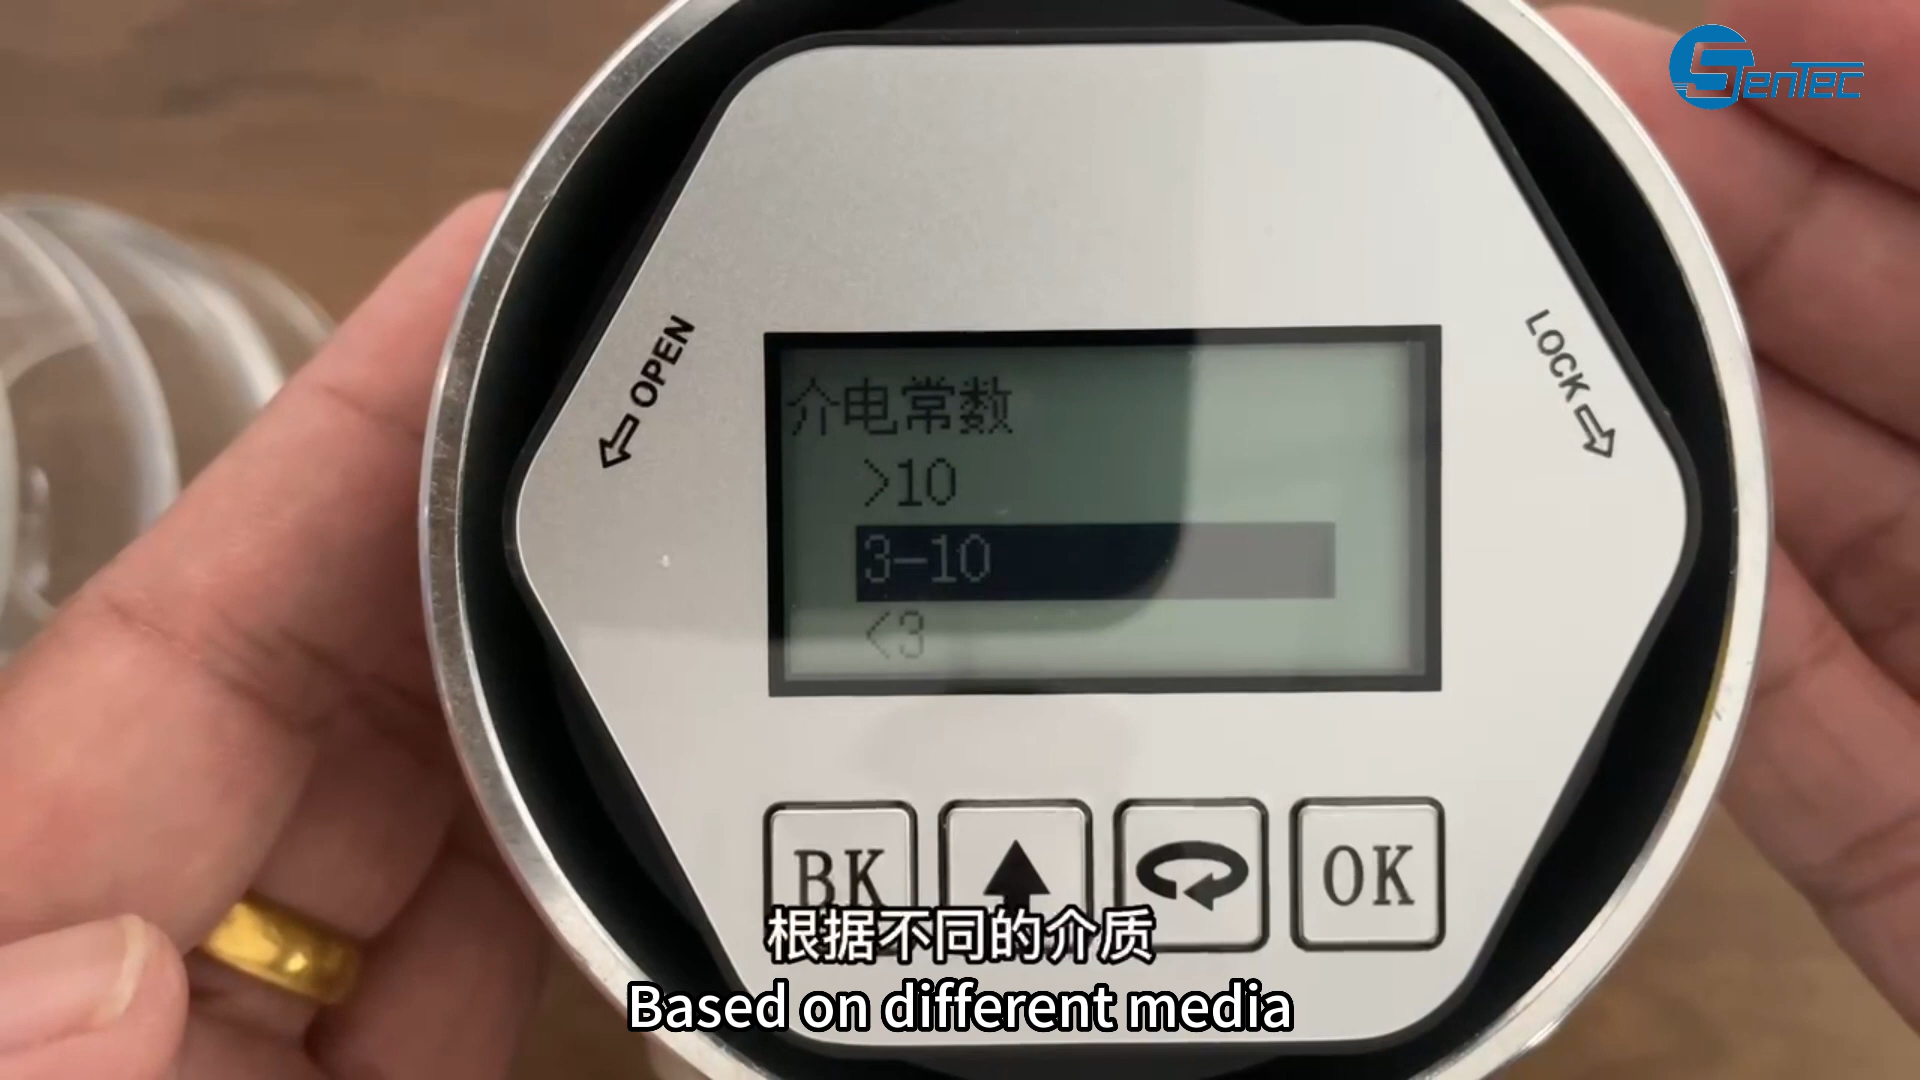 SenTec
OPEN
LOCK
介电常数
>10
3-10
<3
BK
OK
根据不同的介质
Based on different media